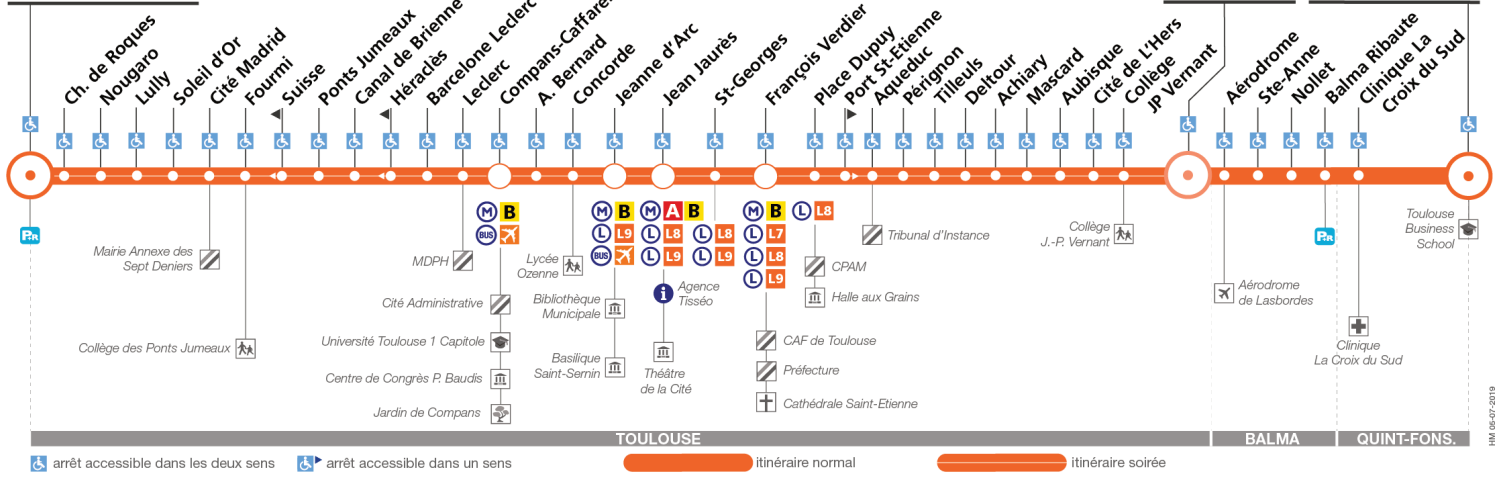 Ch. de Roques
Nougaro
Lully
Soleil d'Or
Cité Madrid
Fourmi
Suisse
Ponts Jumeaux
Canal de Brienne
Héraclès
Barcelone Leclerc
Leclerc
Compans-Caffarel
A. Bernard
Concorde
Jeanne d'Arc
Jean Jaurès
St-Georges
François Verdier
Place Dupuy
Port St-Etienne
Aqueduc
Pérignon
Tilleuls
Deltour
Achiary
Mascard
Aubisque
Cité de L'Hers
Collège
JP Vernant
Aérodrome
Ste-Anne
Nollet
Balma Ribaute
Clinique La
Croix du Sud
P+R
Mairie Annexe des
Sept Deniers
Collège des Ponts Jumeaux
MDPH
M B
BUS
Cité Administrative
Université Toulouse 1 Capitole
Centre de Congrès P. Baudis
Jardin de Compans
Lycée
Ozenne
M B
L L9
BUS
Bibliothèque
Municipale
Basilique
Saint-Sernin
M A B
L L8
L L9
Agence
Tisséo
Théâtre
de la Cité
L L8
L L9
M B
L L7
L L8
L L9
CAF de Toulouse
Préfecture
Cathédrale Saint-Etienne
L L8
CPAM
Halle aux Grains
Tribunal d'Instance
Collège
J.-P. Vernant
Aérodrome
de Lasbordes
P+R
Clinique
La Croix du Sud
Toulouse
Business
School
TOULOUSE
BALMA
QUINT-FONS.
arrêt accessible dans les deux sens
arrêt accessible dans un sens
itinéraire normal
itinéraire soirée
HM 05-07-2019